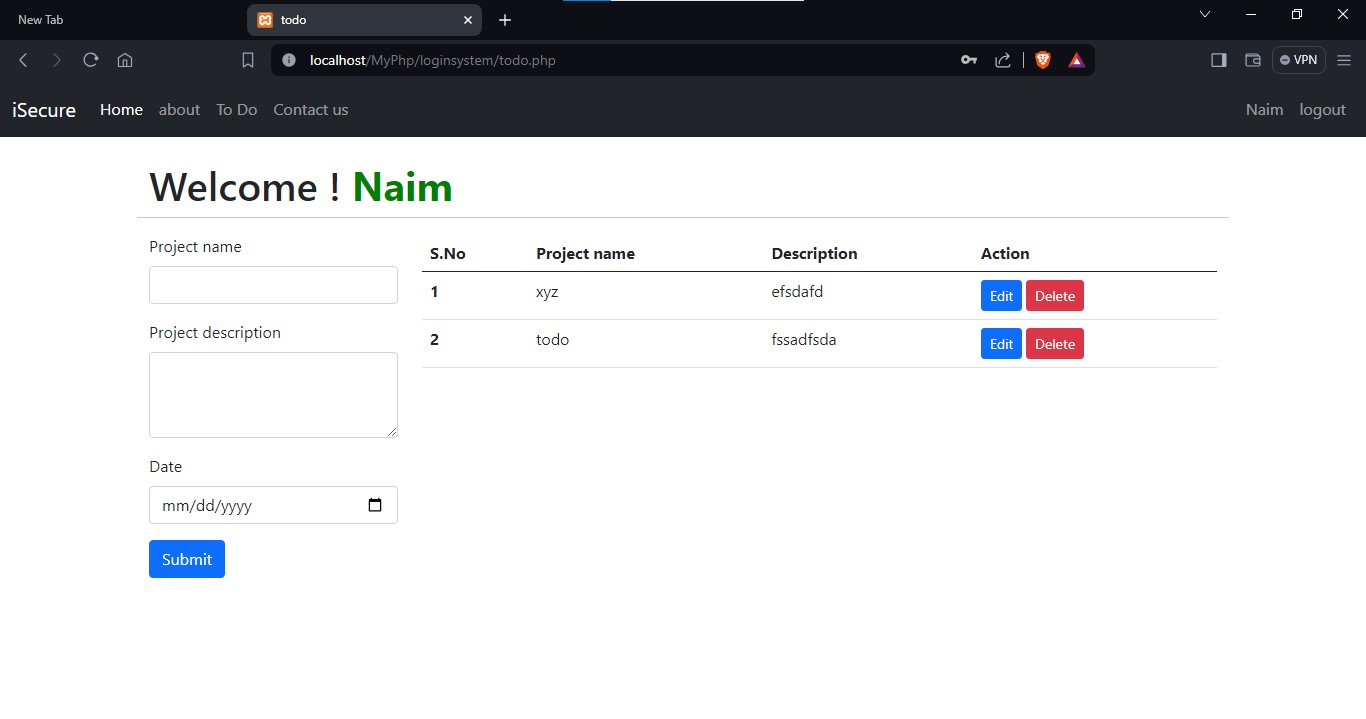 New Tab
todo
localhost/MyPhp/loginsystem/todo.php
VPN
iSecure Home about To Do Contact us Naim logout
Welcome ! Naim
Project name
Project description
Date
mm/dd/yyyy
Submit
S.No Project name Description Action
1 xyz efsdafd Edit Delete
2 todo fssadfsda Edit Delete